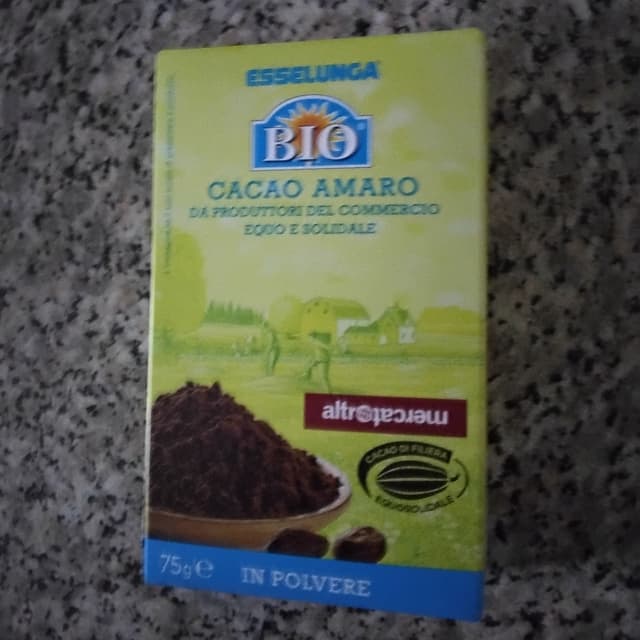 ESSELUNGA
BIO
CACAO AMARO
DA PRODUTTORI DEL COMMERCIO
EQUO E SOLIDALE
altromercato
CACAO DI FILIERA
EQUOSOLIDALE
75g e
IN POLVERE